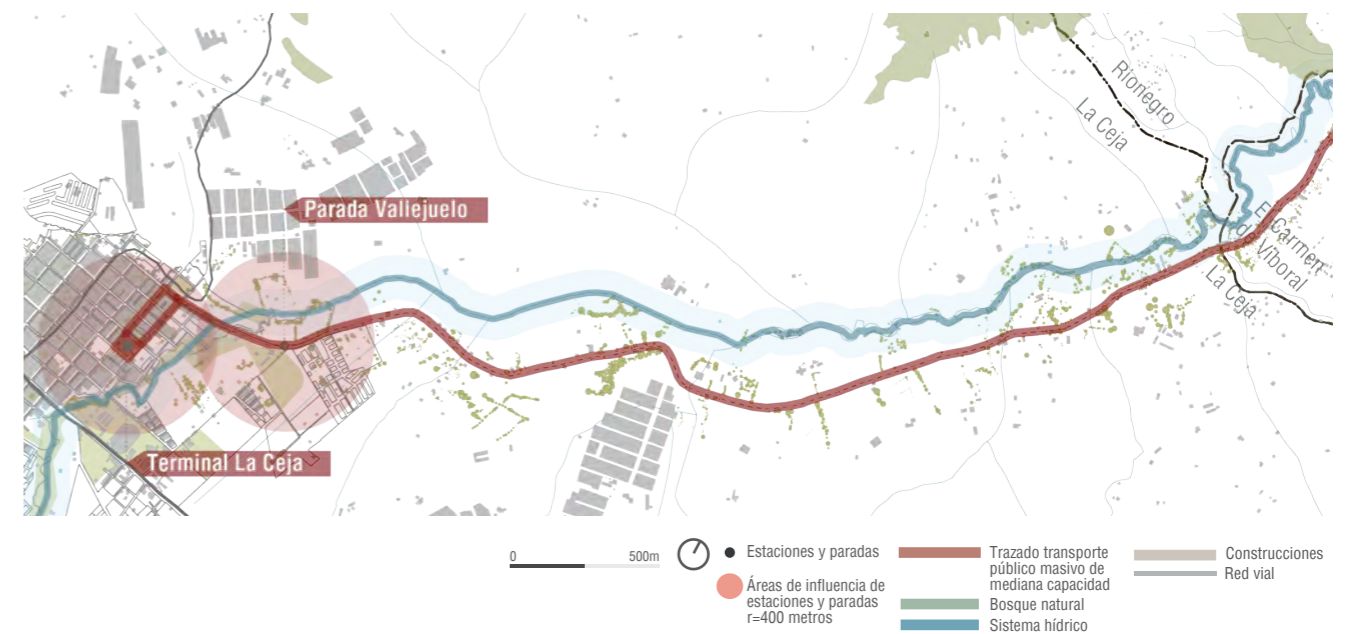 Rionegro
La Ceja
Parada Vallejuelo
El Carmen
de Viboral
La Ceja
Terminal La Ceja
0 500m
Estaciones y paradas
Áreas de influencia de
estaciones y paradas
r=400 metros
Trazado transporte
público masivo de
mediana capacidad
Bosque natural
Sistema hídrico
Construcciones
Red vial